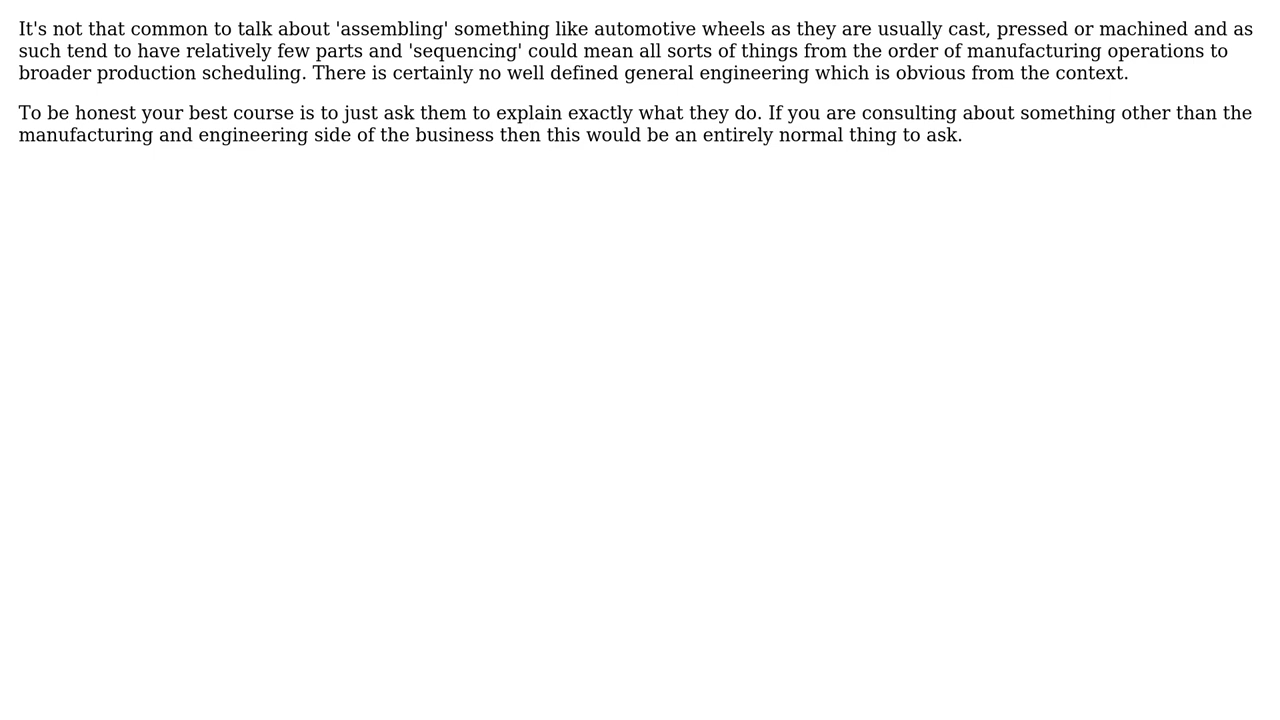 It's not that common to talk about 'assembling' something like automotive wheels as they are usually cast, pressed or machined and as
such tend to have relatively few parts and 'sequencing' could mean all sorts of things from the order of manufacturing operations to
broader production scheduling. There is certainly no well defined general engineering which is obvious from the context.
To be honest your best course is to just ask them to explain exactly what they do. If you are consulting about something other than the
manufacturing and engineering side of the business then this would be an entirely normal thing to ask.